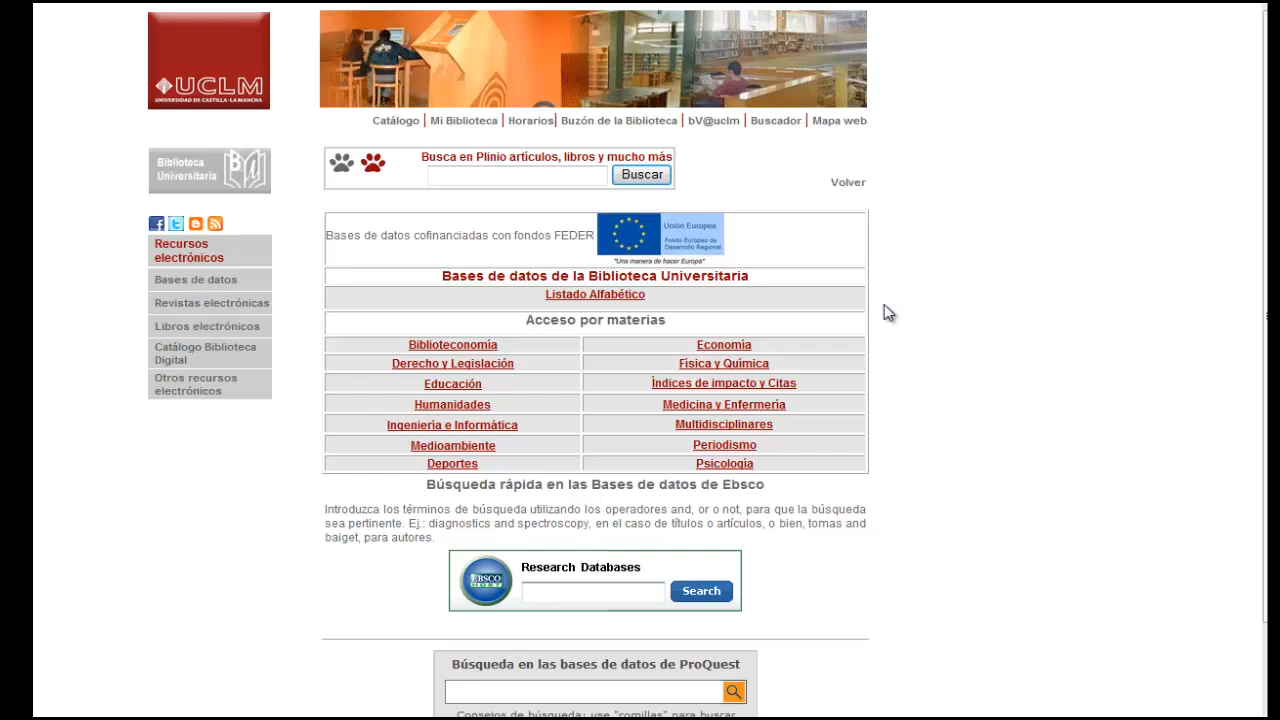 UCLM
UNIVERSIDAD DE CASTILLA-LA MANCHA
Catálogo | Mi Biblioteca | Horarios| Buzón de la Biblioteca | bV@uclm | Buscador | Mapa web
Biblioteca
Universitaria
Busca en Plinio artículos, libros y mucho más
Buscar
Volver
Recursos
electrónicos
Bases de datos
Revistas electrónicas
Libros electrónicos
Catálogo Biblioteca
Digital
Otros recursos
electrónicos
Bases de datos cofinanciadas con fondos FEDER
Unión Europea
Fondo Europeo de
Desarrollo Regional
"Una manera de hacer Europa"
Bases de datos de la Biblioteca Universitaria
Listado Alfabético
Acceso por materias
Biblioteconomía Economía
Derecho y Legislación Física y Química
Educación Índices de impacto y Citas
Humanidades Medicina y Enfermería
Ingeniería e Informática Multidisciplinares
Medioambiente Periodismo
Deportes Psicología
Búsqueda rápida en las Bases de datos de Ebsco
Introduzca los términos de búsqueda utilizando los operadores and, or o not, para que la búsqueda
sea pertinente. Ej.: diagnostics and spectroscopy, en el caso de títulos o artículos, o bien, tomas and
baiget, para autores.
EBSCO
HOST
Research Databases
Search
Búsqueda en las bases de datos de ProQuest
Consejos de búsqueda: use "comillas" para buscar